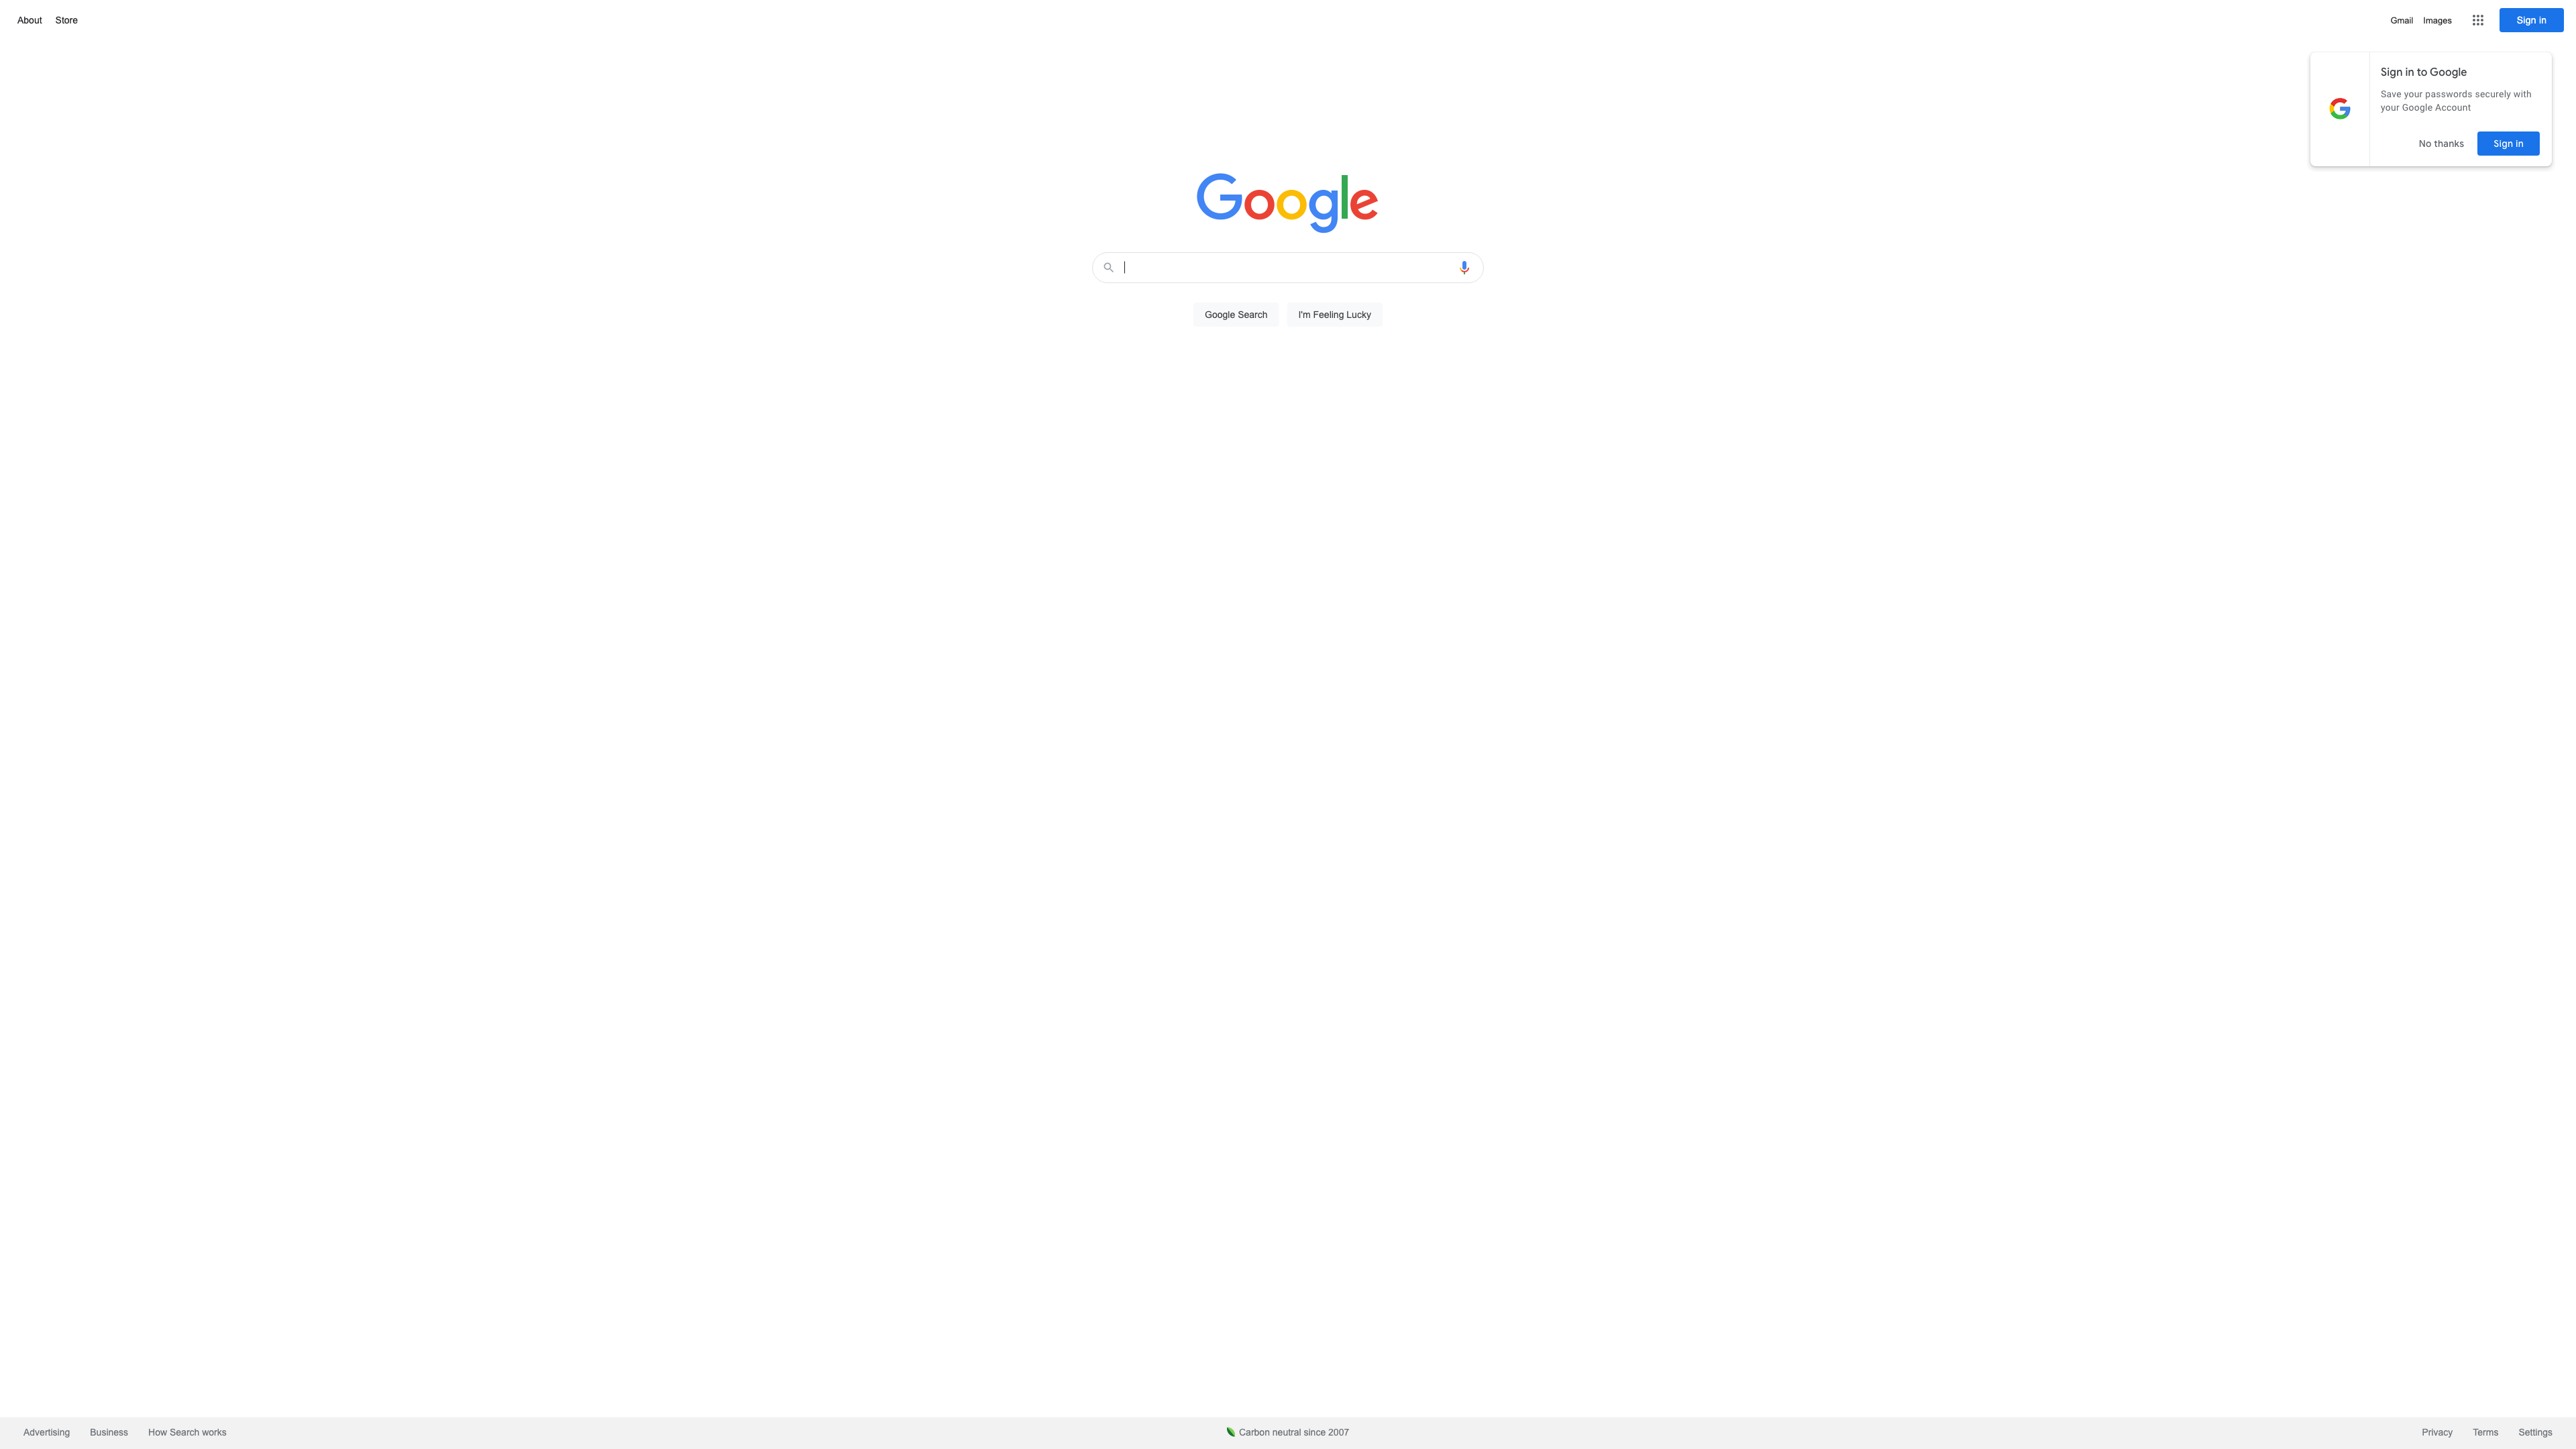 About Store
Gmail Images Sign in
Sign in to Google
Save your passwords securely with
your Google Account
No thanks Sign in
Google
Google Search I'm Feeling Lucky
Advertising Business How Search works
Carbon neutral since 2007
Privacy Terms Settings